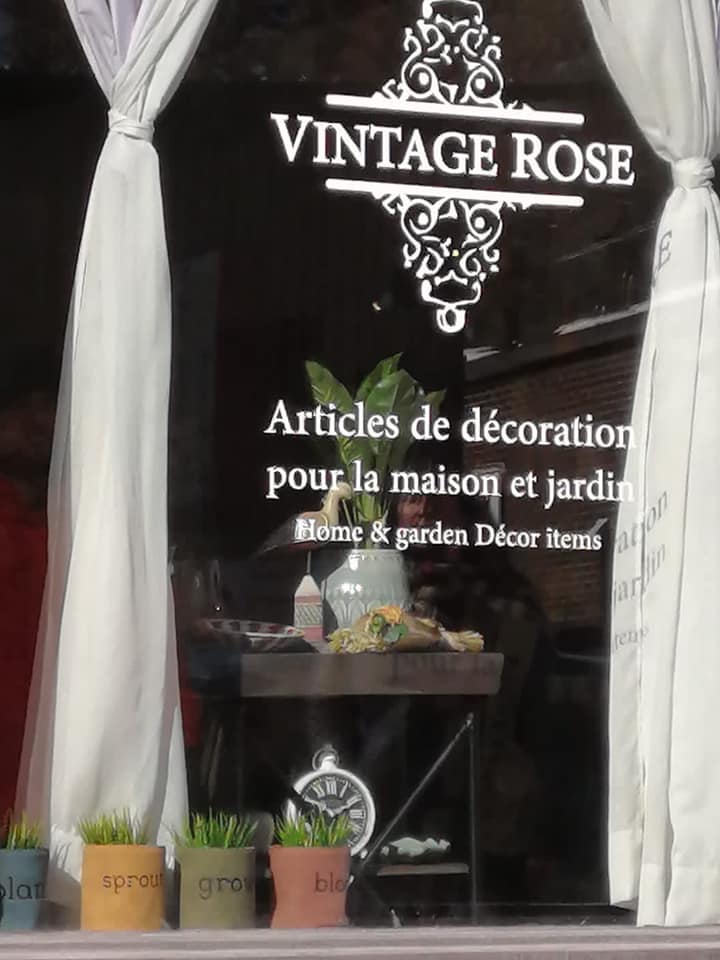 VINTAGE ROSE
Articles de décoration
pour la maison et jardin
Home & garden Décor items
sprout
grow